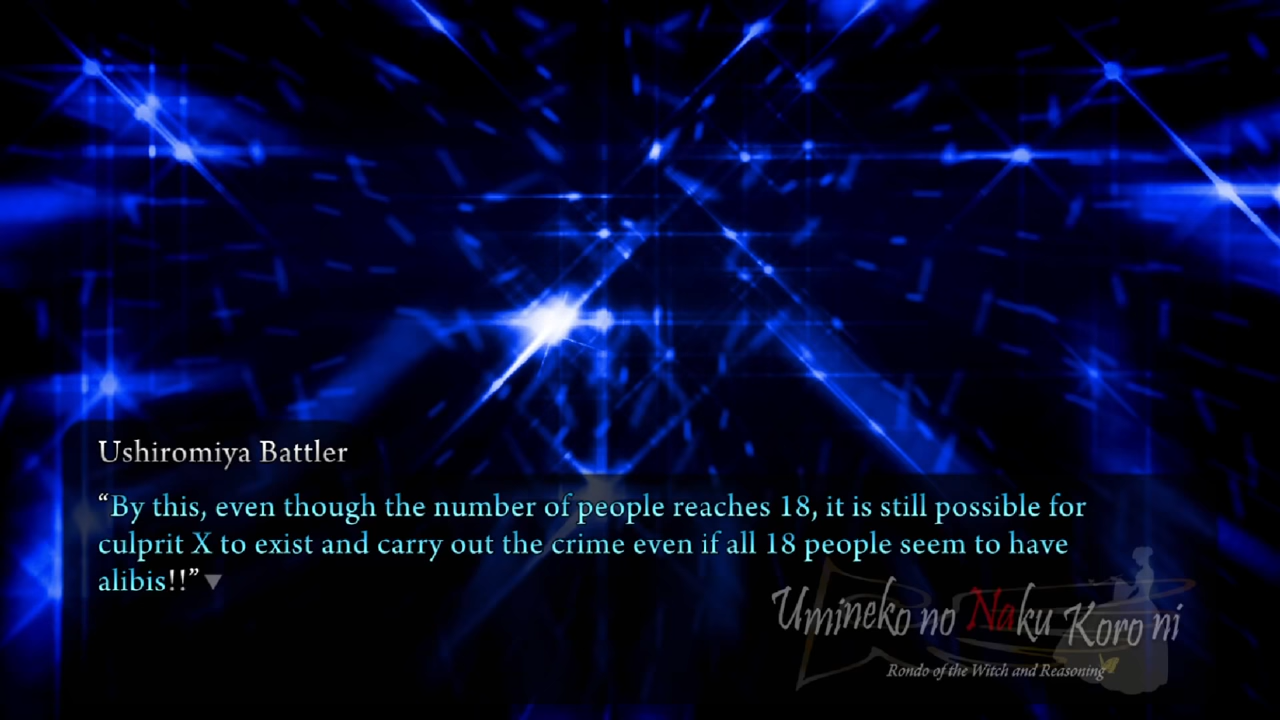 Ushiromiya Battler
“By this, even though the number of people reaches 18, it is still possible for
culprit X to exist and carry out the crime even if all 18 people seem to have
alibis!!”
Umineko no Naku Koro ni
Rondo of the Witch and Reasoning